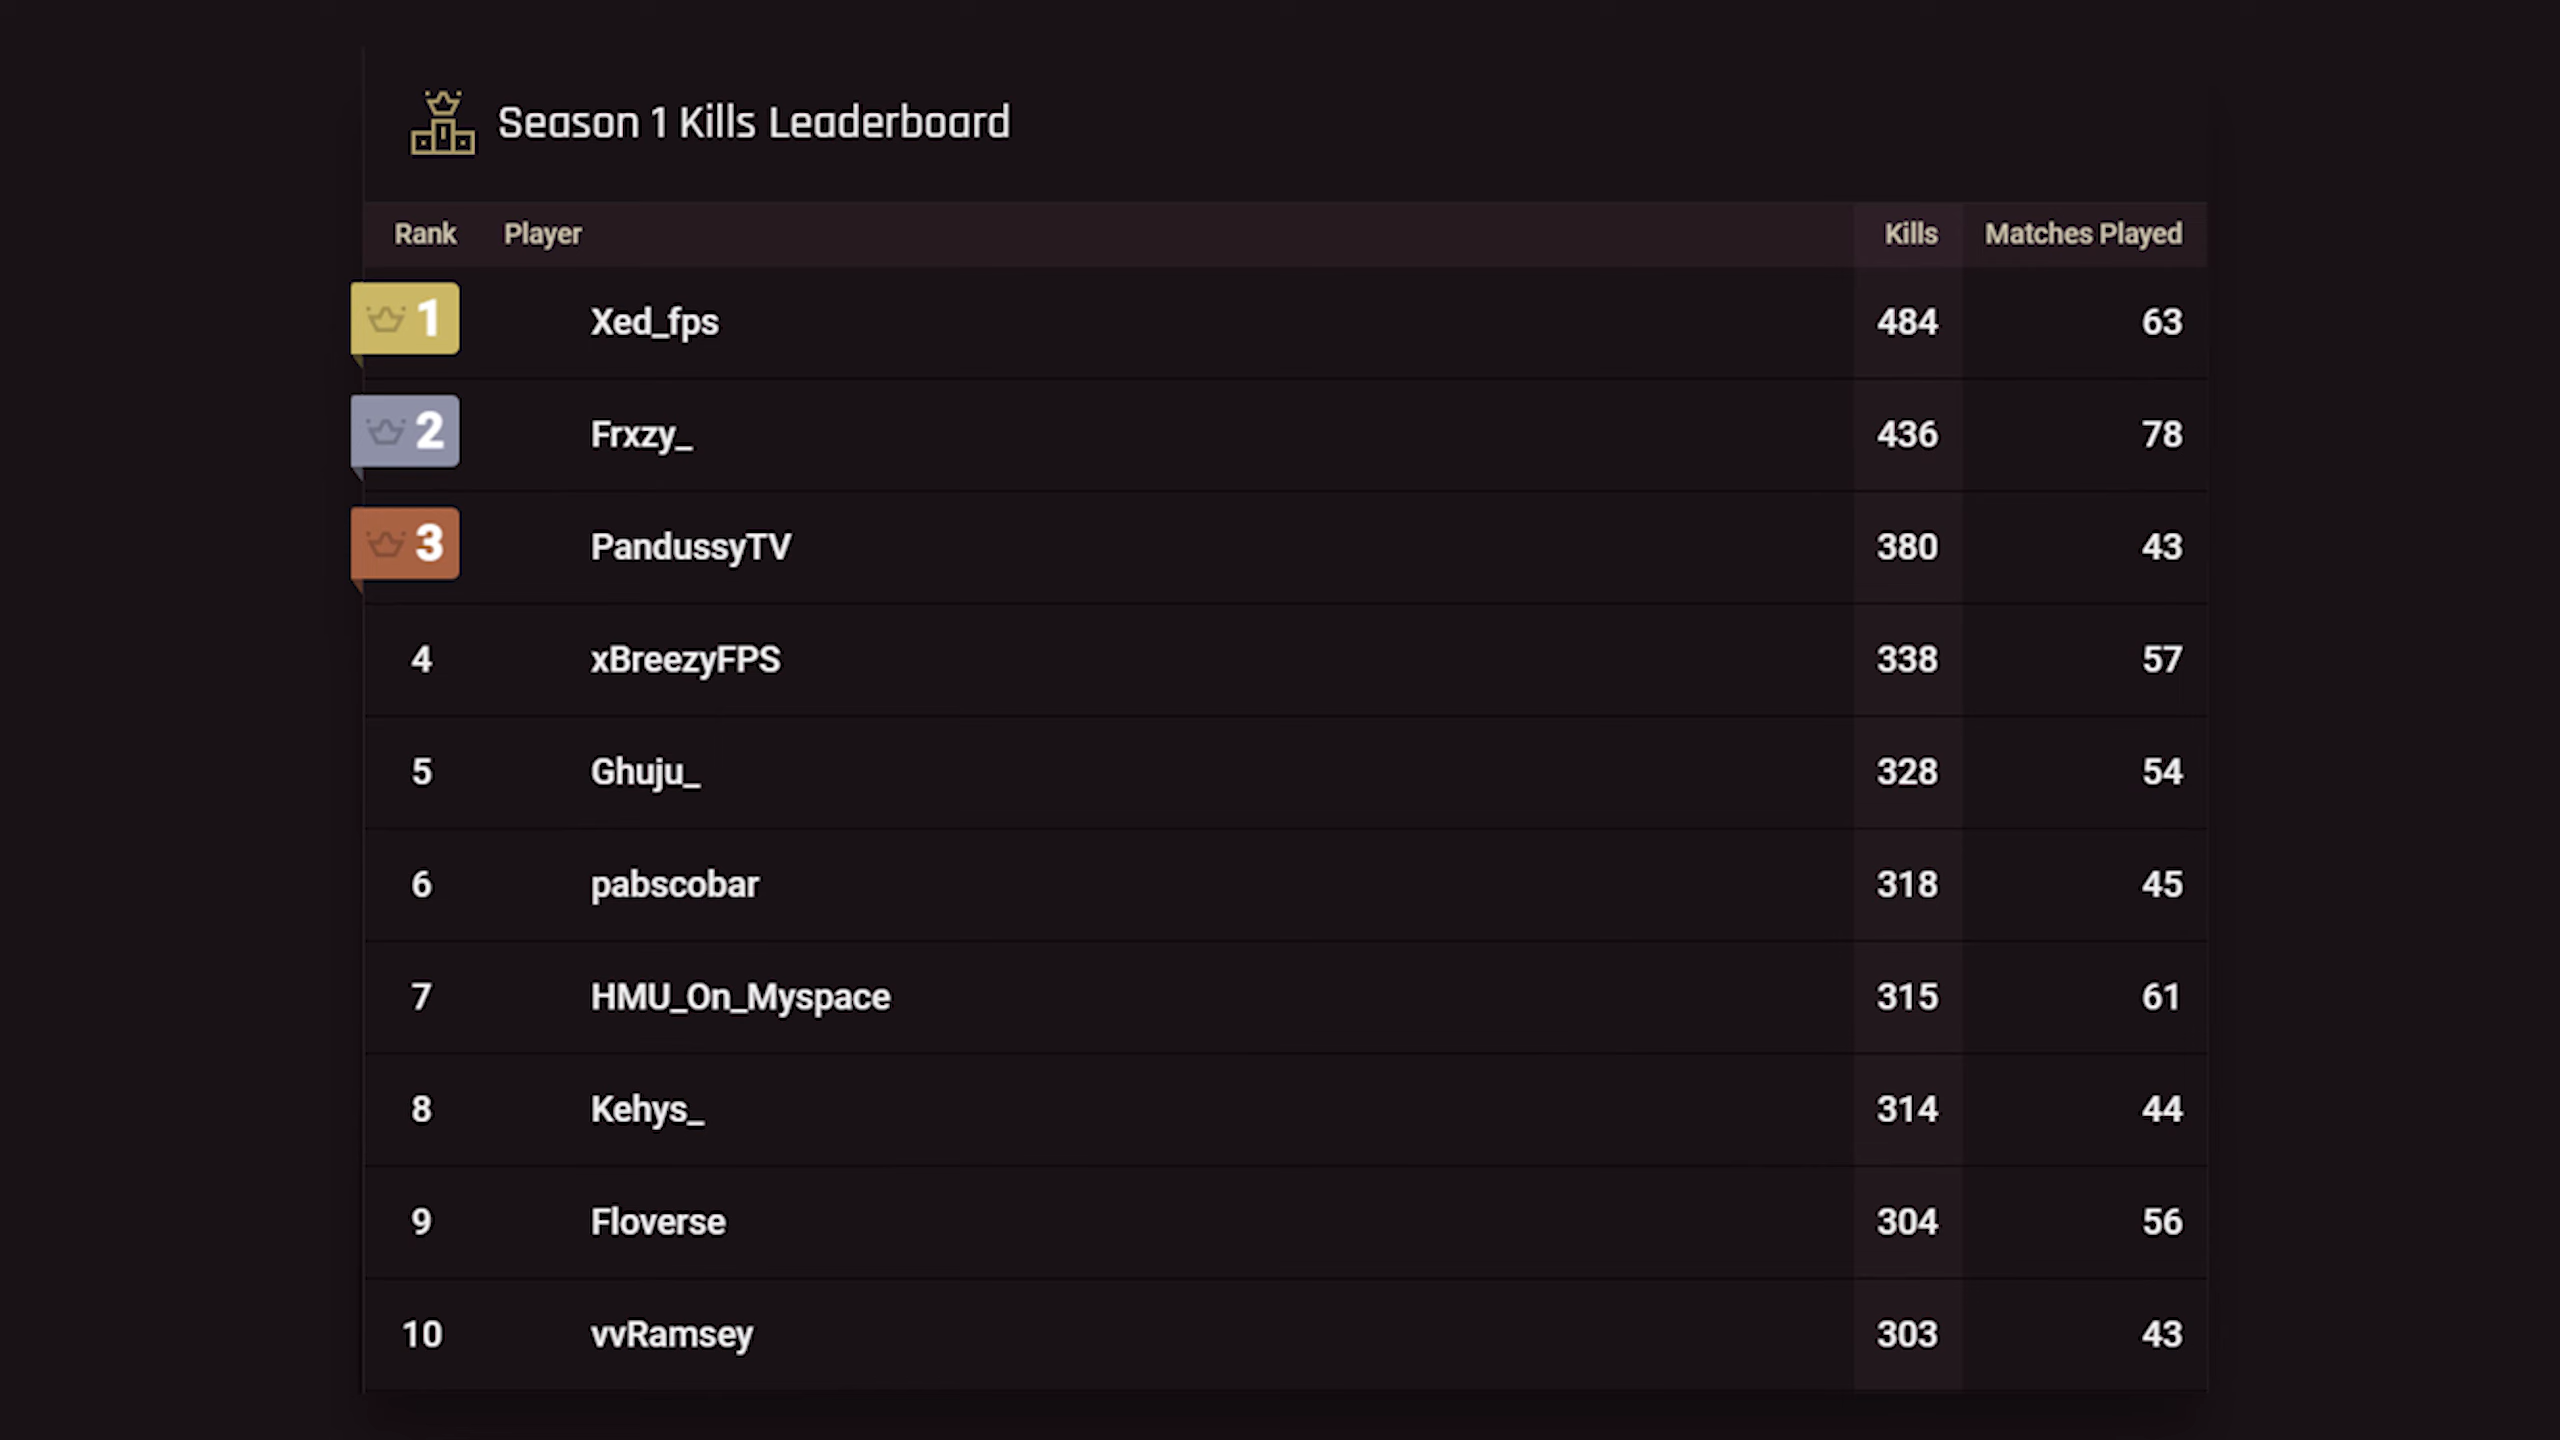 Season 1 Kills Leaderboard
Rank Player Kills Matches Played
1 Xed_fps 484 63
2 Frxzy_ 436 78
3 PandussyTV 380 43
4 xBreezyFPS 338 57
5 Ghuju_ 328 54
6 pabscobar 318 45
7 HMU_On_Myspace 315 61
8 Kehys_ 314 44
9 Floverse 304 56
10 vvRamsey 303 43